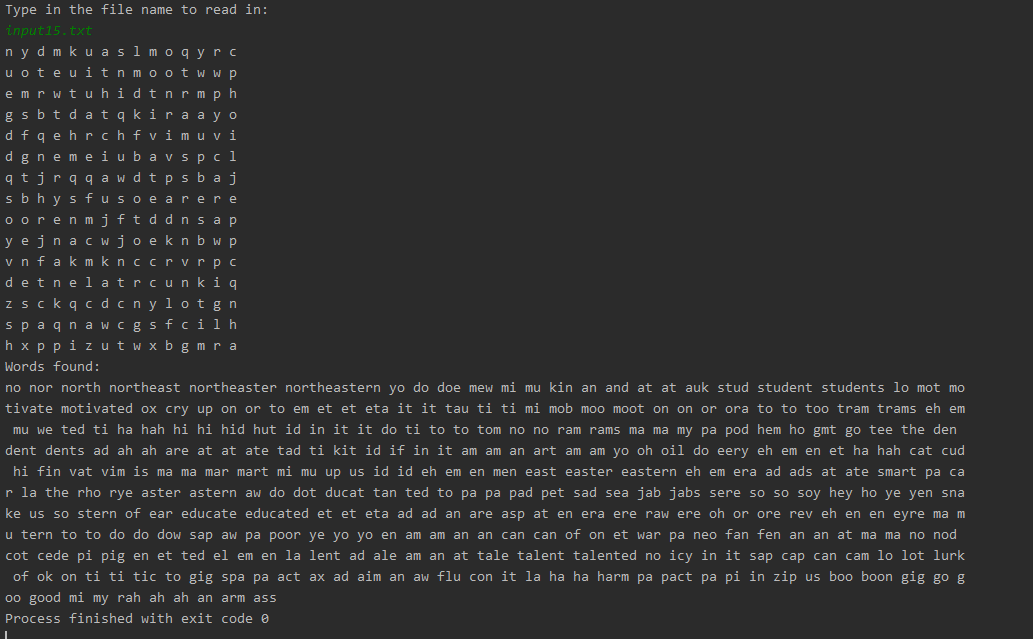 Type in the file name to read in:
input15.txt
n y d m k u a s l m o q y r c
u o t e u i t n m o o t w w p
e m r w t u h i d t n r m p h
g s b t d a t q k i r a a y o
d f q e h r c h f v i m u v i
d g n e m e i u b a v s p c l
q t j r q q a w d t p s b a j
s b h y s f u s o e a r e r e
o o r e n m j f t d d n s a p
y e j n a c w j o e k n b w p
v n f a k m k n c c r v r p c
d e t n e l a t r c u n k i q
z s c k q c d c n y l o t g n
s p a q n a w c g s f c i l h
h x p p i z u t w x b g m r a
Words found:
no nor north northeast northeaster northeastern yo do doe mew mi mu kin an and at at auk stud student students lo mot mo
tivate motivated ox cry up on or to em et et eta it it tau ti ti mi mob moo moot on on or ora to to too tram trams eh em
 mu we ted ti ha hah hi hi hid hut id in it it do ti to to tom no no ram rams ma ma my pa pod hem ho gmt go tee the den
dent dents ad ah ah are at at ate tad ti kit id if in it am am an art am am yo oh oil do eery eh em en et ha hah cat cud
 hi fin vat vim is ma ma mar mart mi mu up us id id eh em en men east easter eastern eh em era ad ads at ate smart pa ca
r la the rho rye aster astern aw do dot ducat tan ted to pa pa pad pet sad sea jab jabs sere so so soy hey ho ye yen sna
ke us so stern of ear educate educated et et eta ad ad an are asp at en era ere raw ere oh or ore rev eh en en eyre ma m
u tern to to do do dow sap aw pa poor ye yo yo en am am an an can can of on et war pa neo fan fen an an at ma ma no nod
cot cede pi pig en et ted el em en la lent ad ale am an at tale talent talented no icy in it sap cap can cam lo lot lurk
 of ok on ti ti tic to gig spa pa act ax ad aim an aw flu con it la ha ha harm pa pact pa pi in zip us boo boon gig go g
oo good mi my rah ah ah an arm ass
Process finished with exit code 0